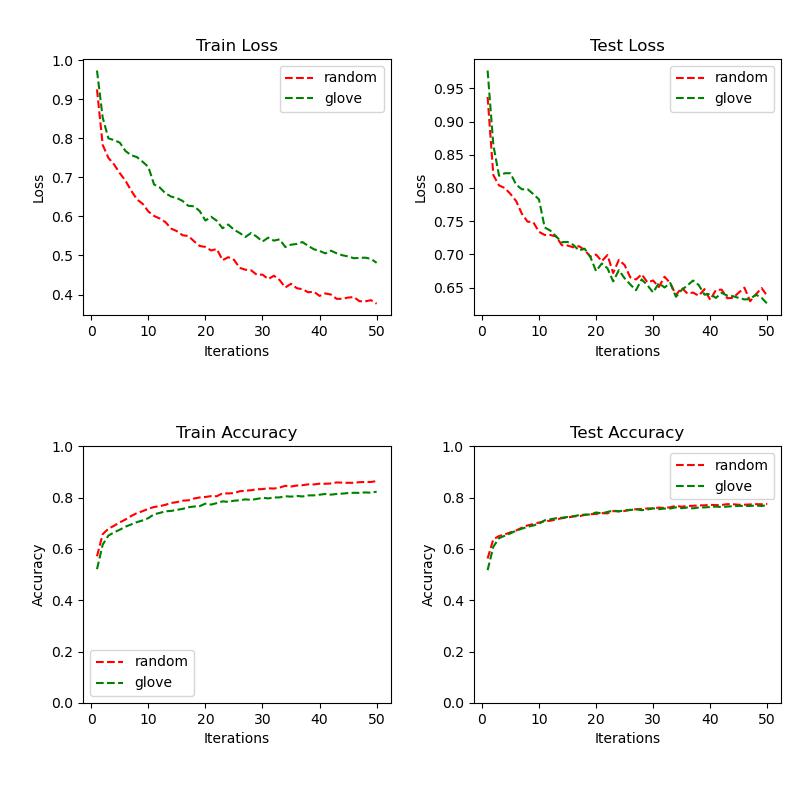 Train Loss
1.0
0.9
0.8
0.7
0.6
0.5
0.4
Loss
random
glove
0 10 20 30 40 50
Iterations
Test Loss
0.95
0.90
0.85
0.80
0.75
0.70
0.65
Loss
random
glove
0 10 20 30 40 50
Iterations
Train Accuracy
1.0
0.8
0.6
0.4
0.2
0.0
Accuracy
random
glove
0 10 20 30 40 50
Iterations
Test Accuracy
1.0
0.8
0.6
0.4
0.2
0.0
Accuracy
random
glove
0 10 20 30 40 50
Iterations